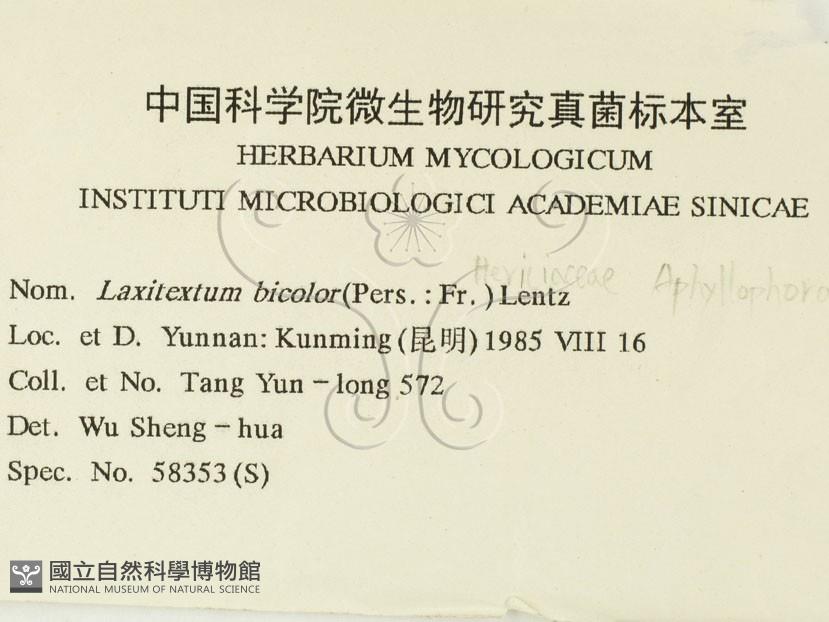 中国科学院微生物研究真菌标本室
HERBARIUM MYCOLOGICUM
INSTITUTI MICROBIOLOGICI ACADEMIAE SINICAE
Hericiaceae Aphyllophora
Nom. Laxitextum bicolor(Pers. : Fr. ) Lentz
Loc. et D. Yunnan: Kunming (昆明) 1985 VIII 16
Coll. et No. Tang Yun-long 572
Det. Wu Sheng-hua
Spec. No. 58353 (S)
國立自然科學博物館
NATIONAL MUSEUM OF NATURAL SCIENCE